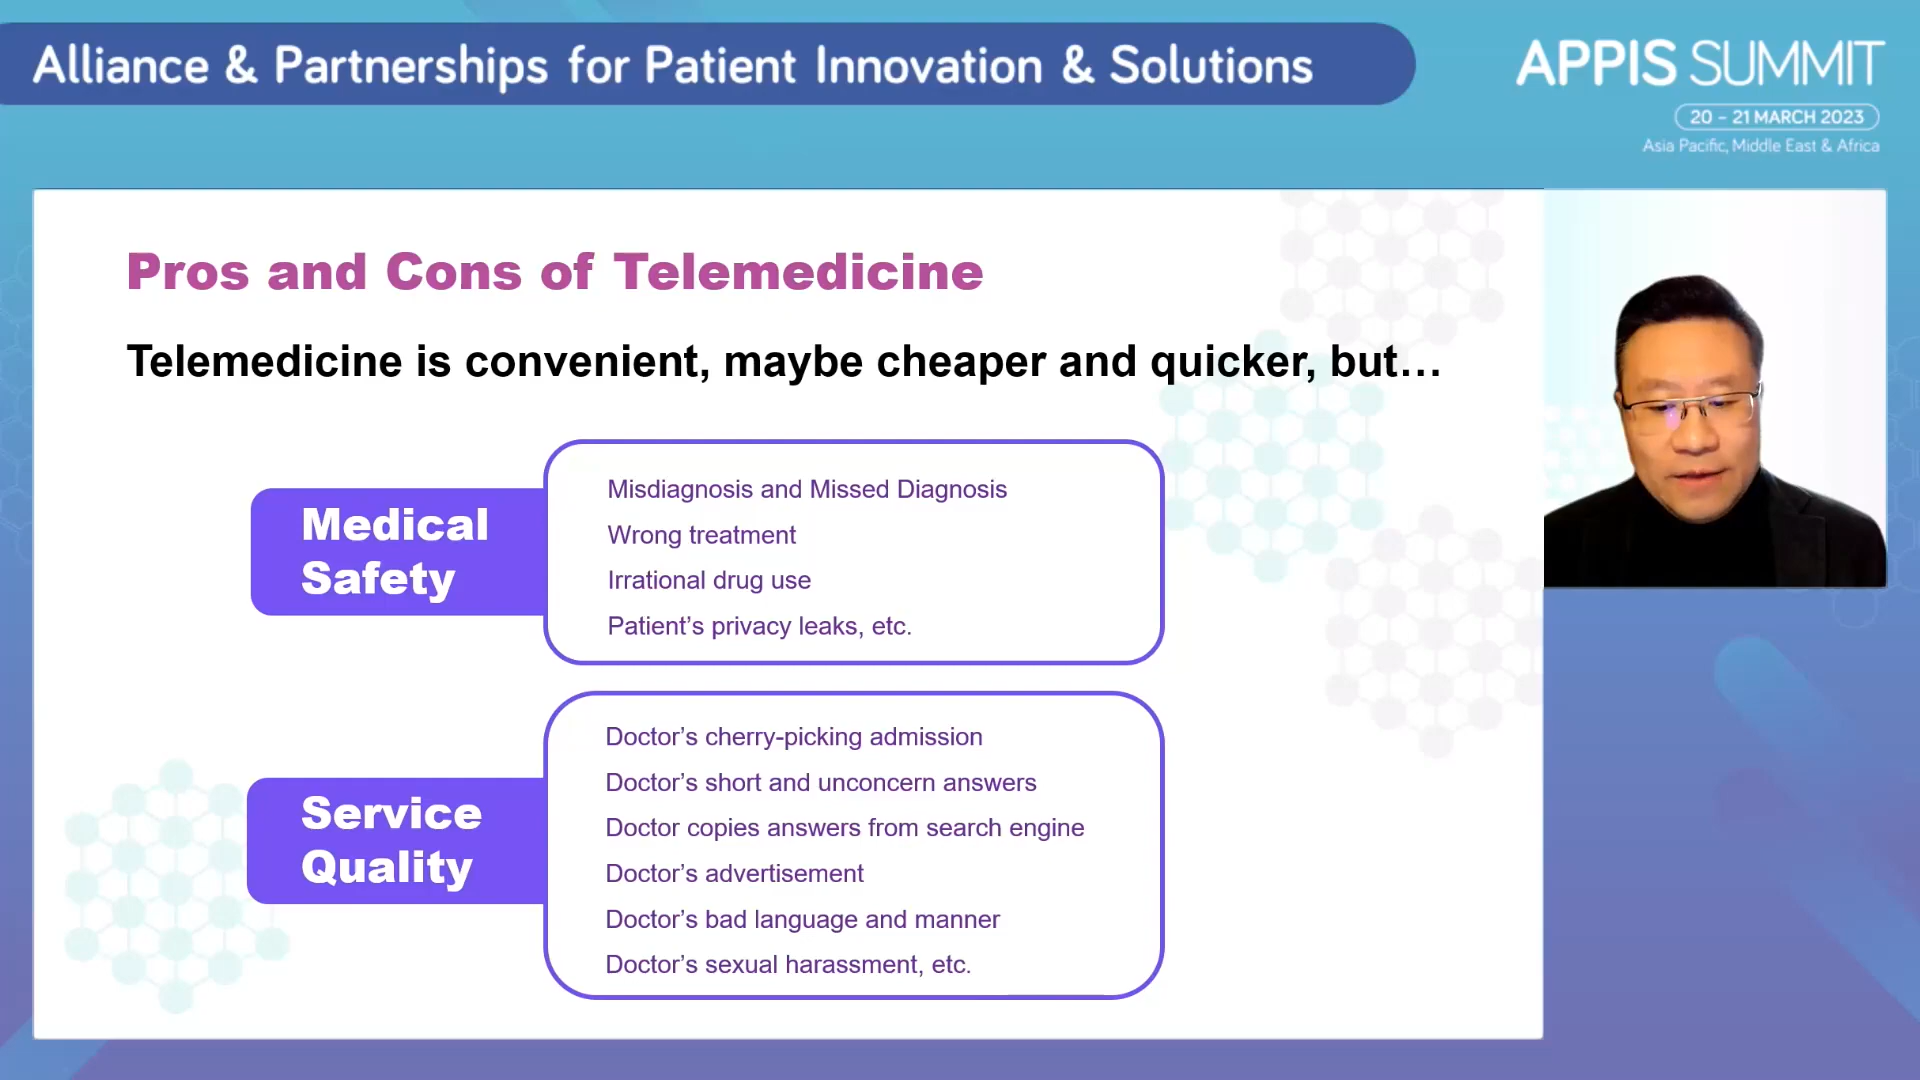 Alliance & Partnerships for Patient Innovation & Solutions
APPIS SUMMIT
20 – 21 MARCH 2023
Asia Pacific, Middle East & Africa
Pros and Cons of Telemedicine
Telemedicine is convenient, maybe cheaper and quicker, but…
Medical
Safety
Misdiagnosis and Missed Diagnosis
Wrong treatment
Irrational drug use
Patient’s privacy leaks, etc.
Service
Quality
Doctor’s cherry-picking admission
Doctor’s short and unconcern answers
Doctor copies answers from search engine
Doctor’s advertisement
Doctor’s bad language and manner
Doctor’s sexual harassment, etc.